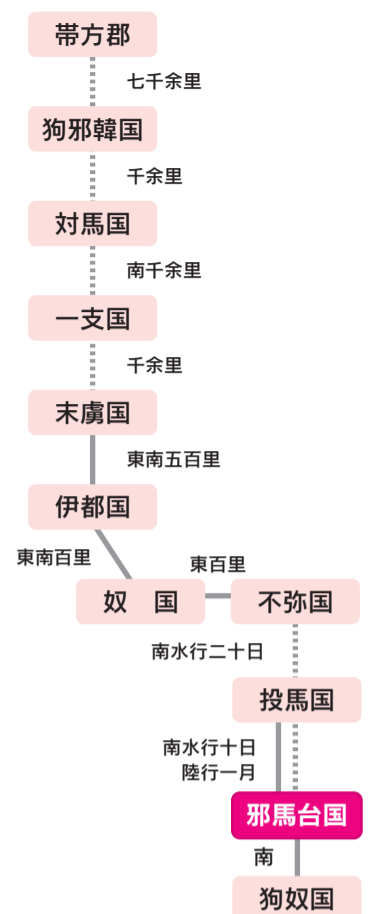 帯方郡
七千余里
狗邪韓国
千余里
対馬国
南千余里
一支国
千余里
末虜国
東南五百里
伊都国
東南百里
東百里
奴　国
不弥国
南水行二十日
投馬国
南水行十日
陸行一月
邪馬台国
南
狗奴国